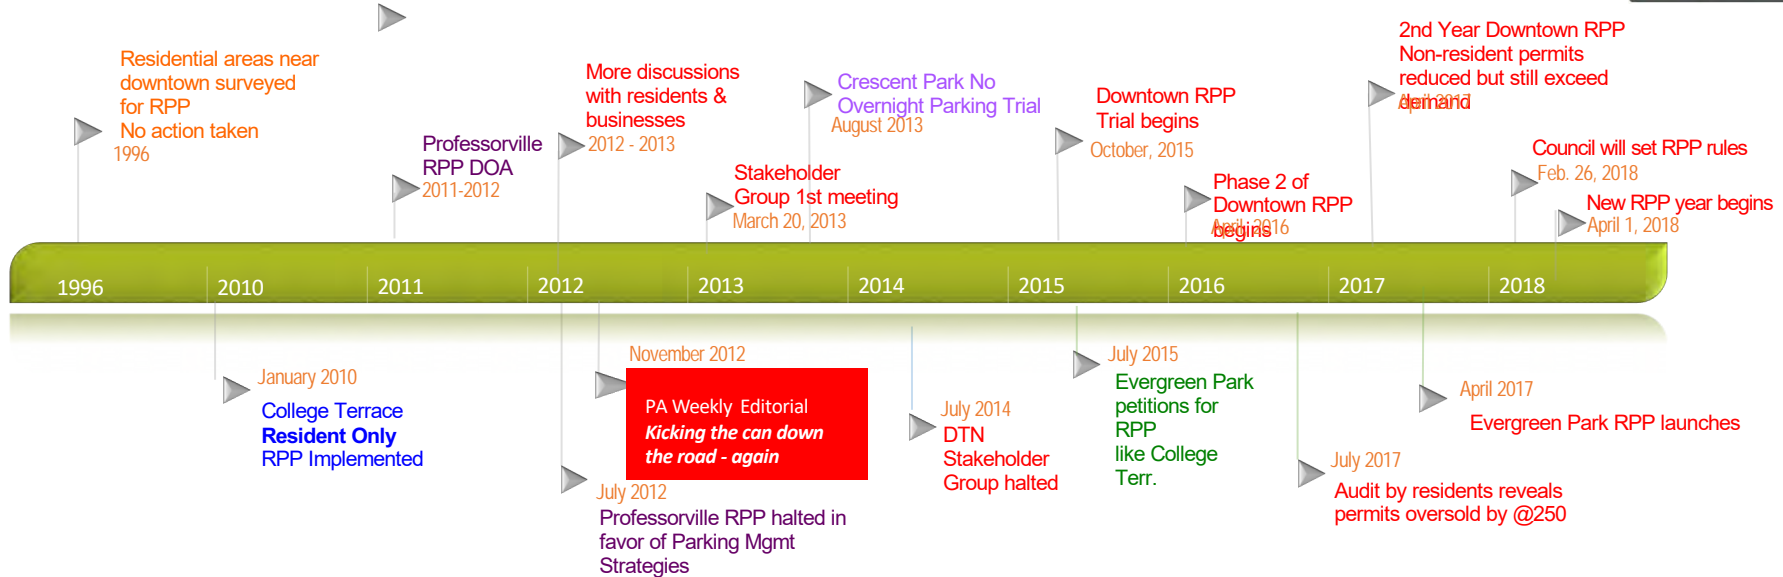 Residential areas near
downtown surveyed
for RPP
No action taken
1996
Professorville
RPP DOA
2011-2012
More discussions
with residents &
businesses
2012 - 2013
Stakeholder
Group 1st meeting
March 20, 2013
Crescent Park No
Overnight Parking Trial
August 2013
Downtown RPP
Trial begins
October, 2015
Phase 2 of
Downtown RPP
begins
April, 2016
2nd Year Downtown RPP
Non-resident permits
reduced but still exceed
demand
April 2017
Council will set RPP rules
Feb. 26, 2018
New RPP year begins
April 1, 2018
1996 2010 2011 2012 2013 2014 2015 2016 2017 2018
January 2010
College Terrace
Resident Only
RPP Implemented
November 2012
PA Weekly Editorial
Kicking the can down
the road - again
July 2012
Professorville RPP halted in
favor of Parking Mgmt
Strategies
July 2014
DTN
Stakeholder
Group halted
July 2015
Evergreen Park
petitions for
RPP
like College
Terr.
July 2017
Audit by residents reveals
permits oversold by @250
April 2017
Evergreen Park RPP launches